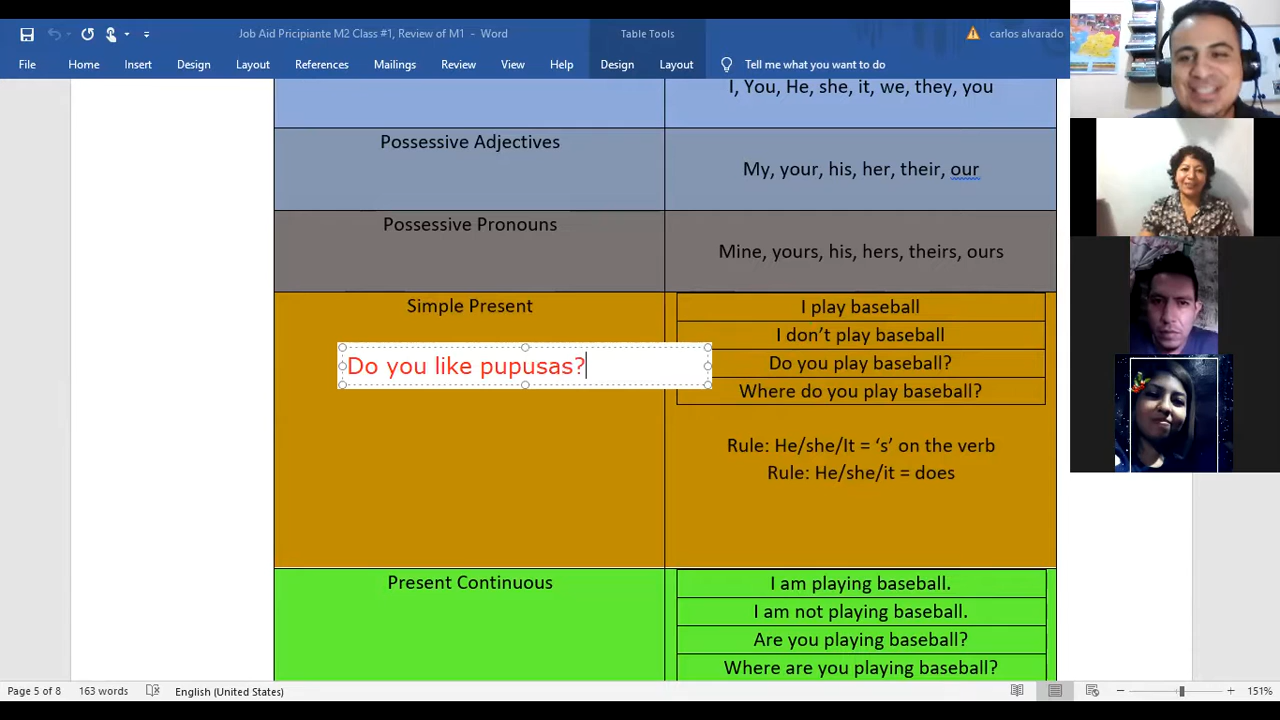 Job Aid Pricipiante M2 Class #1, Review of M1 - Word
Table Tools
carlos alvarado
File
Home
Insert
Design
Layout
References
Mailings
Review
View
Help
Design
Layout
Tell me what you want to do
I, You, He, she, it, we, they, you
Possessive Adjectives
My, your, his, her, their, our
Possessive Pronouns
Mine, yours, his, hers, theirs, ours
Simple Present
I play baseball
I don’t play baseball
Do you like pupusas?
Do you play baseball?
Where do you play baseball?
Rule: He/she/It = ‘s’ on the verb
Rule: He/she/it = does
Present Continuous
I am playing baseball.
I am not playing baseball.
Are you playing baseball?
Where are you playing baseball?
Page 5 of 8
163 words
English (United States)
151%